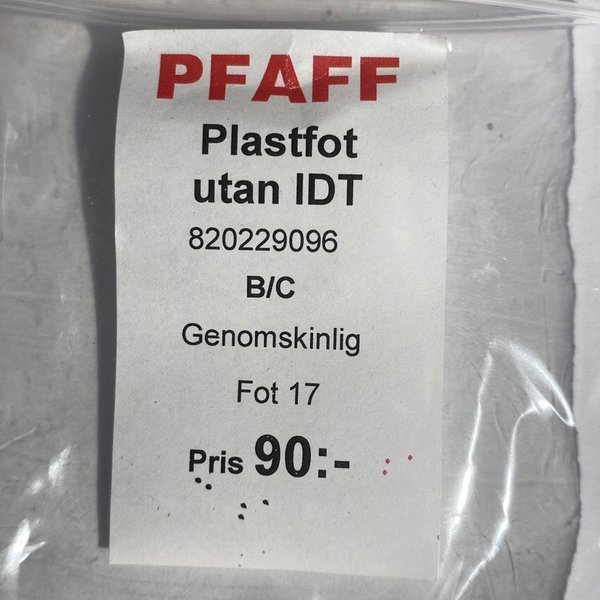 PFAFF
Plastfot
utan IDT
820229096
B/C
Genomskinlig
Fot 17
Pris 90:-